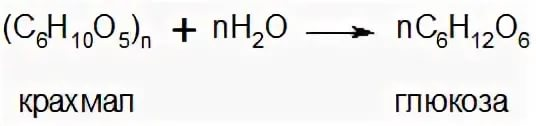 (C₆H₁₀O₅)ₙ + nH₂O ⟶ nC₆H₁₂O₆
крахмал глюкоза